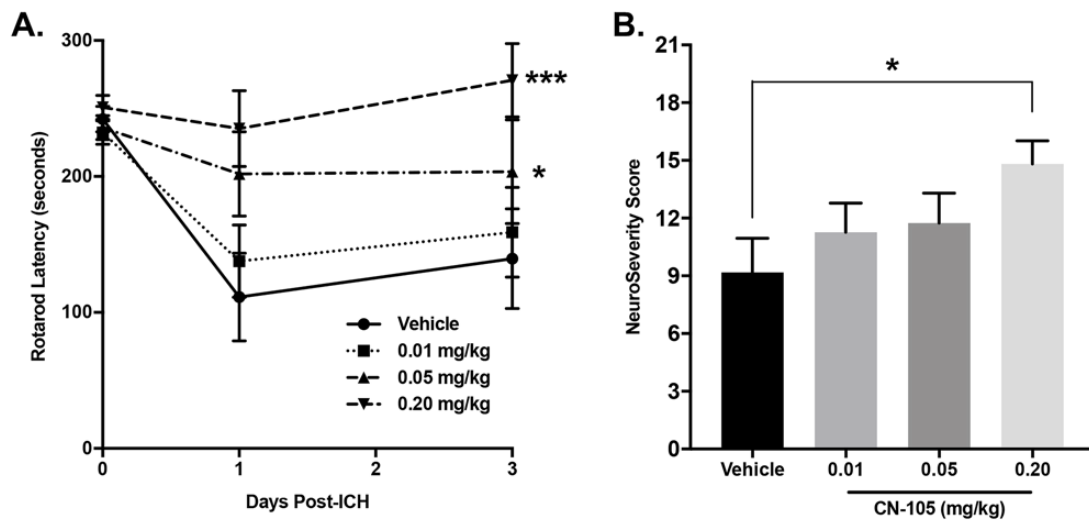 A.
300
200
100
0
Rotarod Latency (seconds)
***
*
Vehicle
0.01 mg/kg
0.05 mg/kg
0.20 mg/kg
0 1 2 3
Days Post-ICH
B.
21
18
15
12
9
6
3
0
NeuroSeverity Score
*
Vehicle 0.01 0.05 0.20
CN-105 (mg/kg)